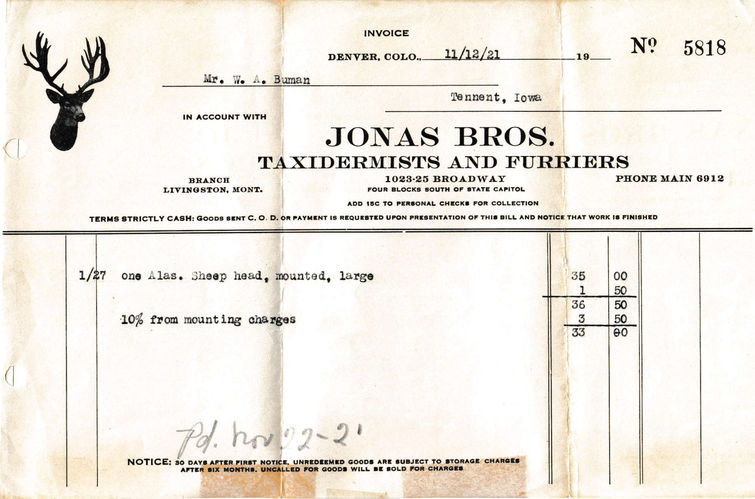 INVOICE
DENVER, COLO., 11/12/21 19
Nº 5818
Mr. W. A. Buman
Tennent, Iowa
IN ACCOUNT WITH
JONAS BROS.
TAXIDERMISTS AND FURRIERS
BRANCH
LIVINGSTON, MONT.
1023-25 BROADWAY
FOUR BLOCKS SOUTH OF STATE CAPITOL
PHONE MAIN 6912
ADD 15C TO PERSONAL CHECKS FOR COLLECTION
TERMS STRICTLY CASH: GOODS SENT C. O. D. OR PAYMENT IS REQUESTED UPON PRESENTATION OF THIS BILL AND NOTICE THAT WORK IS FINISHED
1/27 one Alas. Sheep head, mounted, large 35 00
1 50
36 50
10% from mounting charges 3 50
33 00
Pd. Nov 22-21
NOTICE: 30 DAYS AFTER FIRST NOTICE, UNREDEEMED GOODS ARE SUBJECT TO STORAGE CHARGES
AFTER SIX MONTHS, UNCALLED FOR GOODS WILL BE SOLD FOR CHARGES